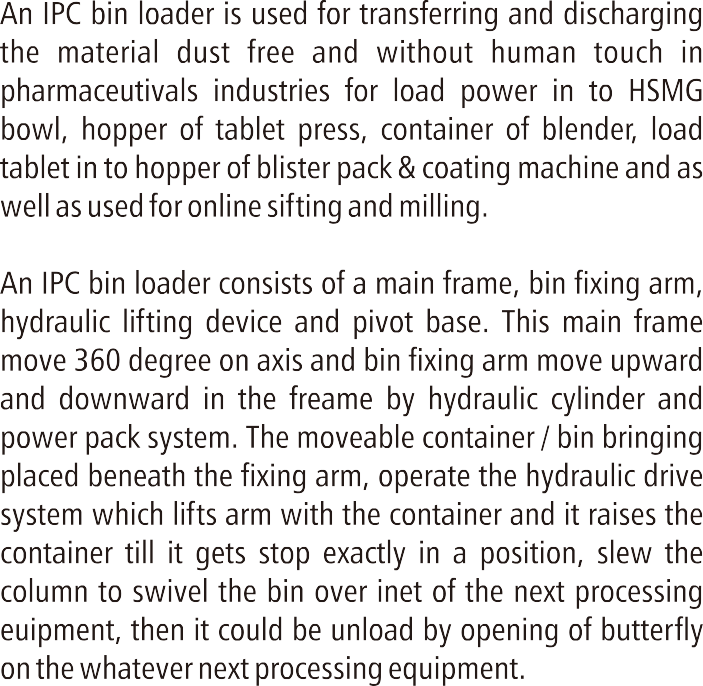 An IPC bin loader is used for transferring and discharging
the material dust free and without human touch in
pharmaceutivals industries for load power in to HSMG
bowl, hopper of tablet press, container of blender, load
tablet in to hopper of blister pack & coating machine and as
well as used for online sifting and milling.
An IPC bin loader consists of a main frame, bin fixing arm,
hydraulic lifting device and pivot base. This main frame
move 360 degree on axis and bin fixing arm move upward
and downward in the freame by hydraulic cylinder and
power pack system. The moveable container / bin bringing
placed beneath the fixing arm, operate the hydraulic drive
system which lifts arm with the container and it raises the
container till it gets stop exactly in a position, slew the
column to swivel the bin over inet of the next processing
euipment, then it could be unload by opening of butterfly
on the whatever next processing equipment.